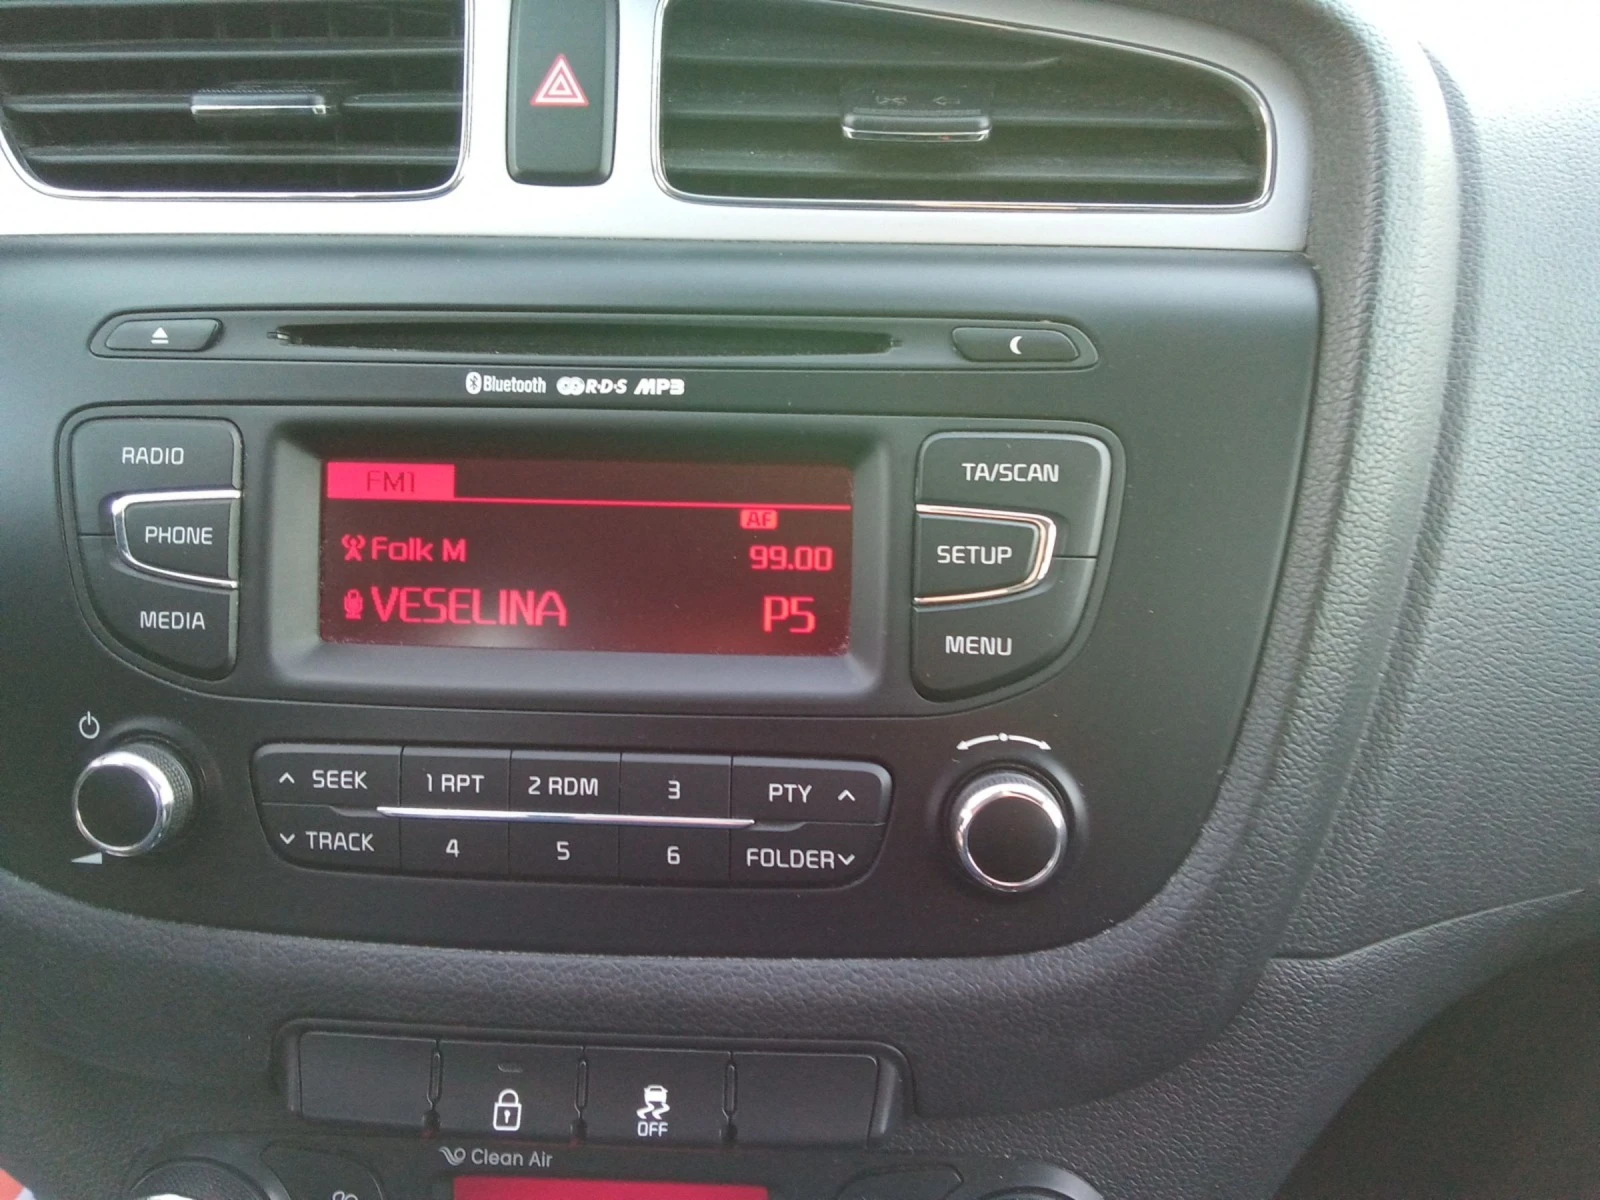 Bluetooth R·D·S MP3
RADIO
PHONE
MEDIA
FM1
AF
Folk M 99.00
VESELINA P5
TA/SCAN
SETUP
MENU
SEEK 1 RPT 2 RDM 3 PTY
TRACK 4 5 6 FOLDER
OFF
Clean Air